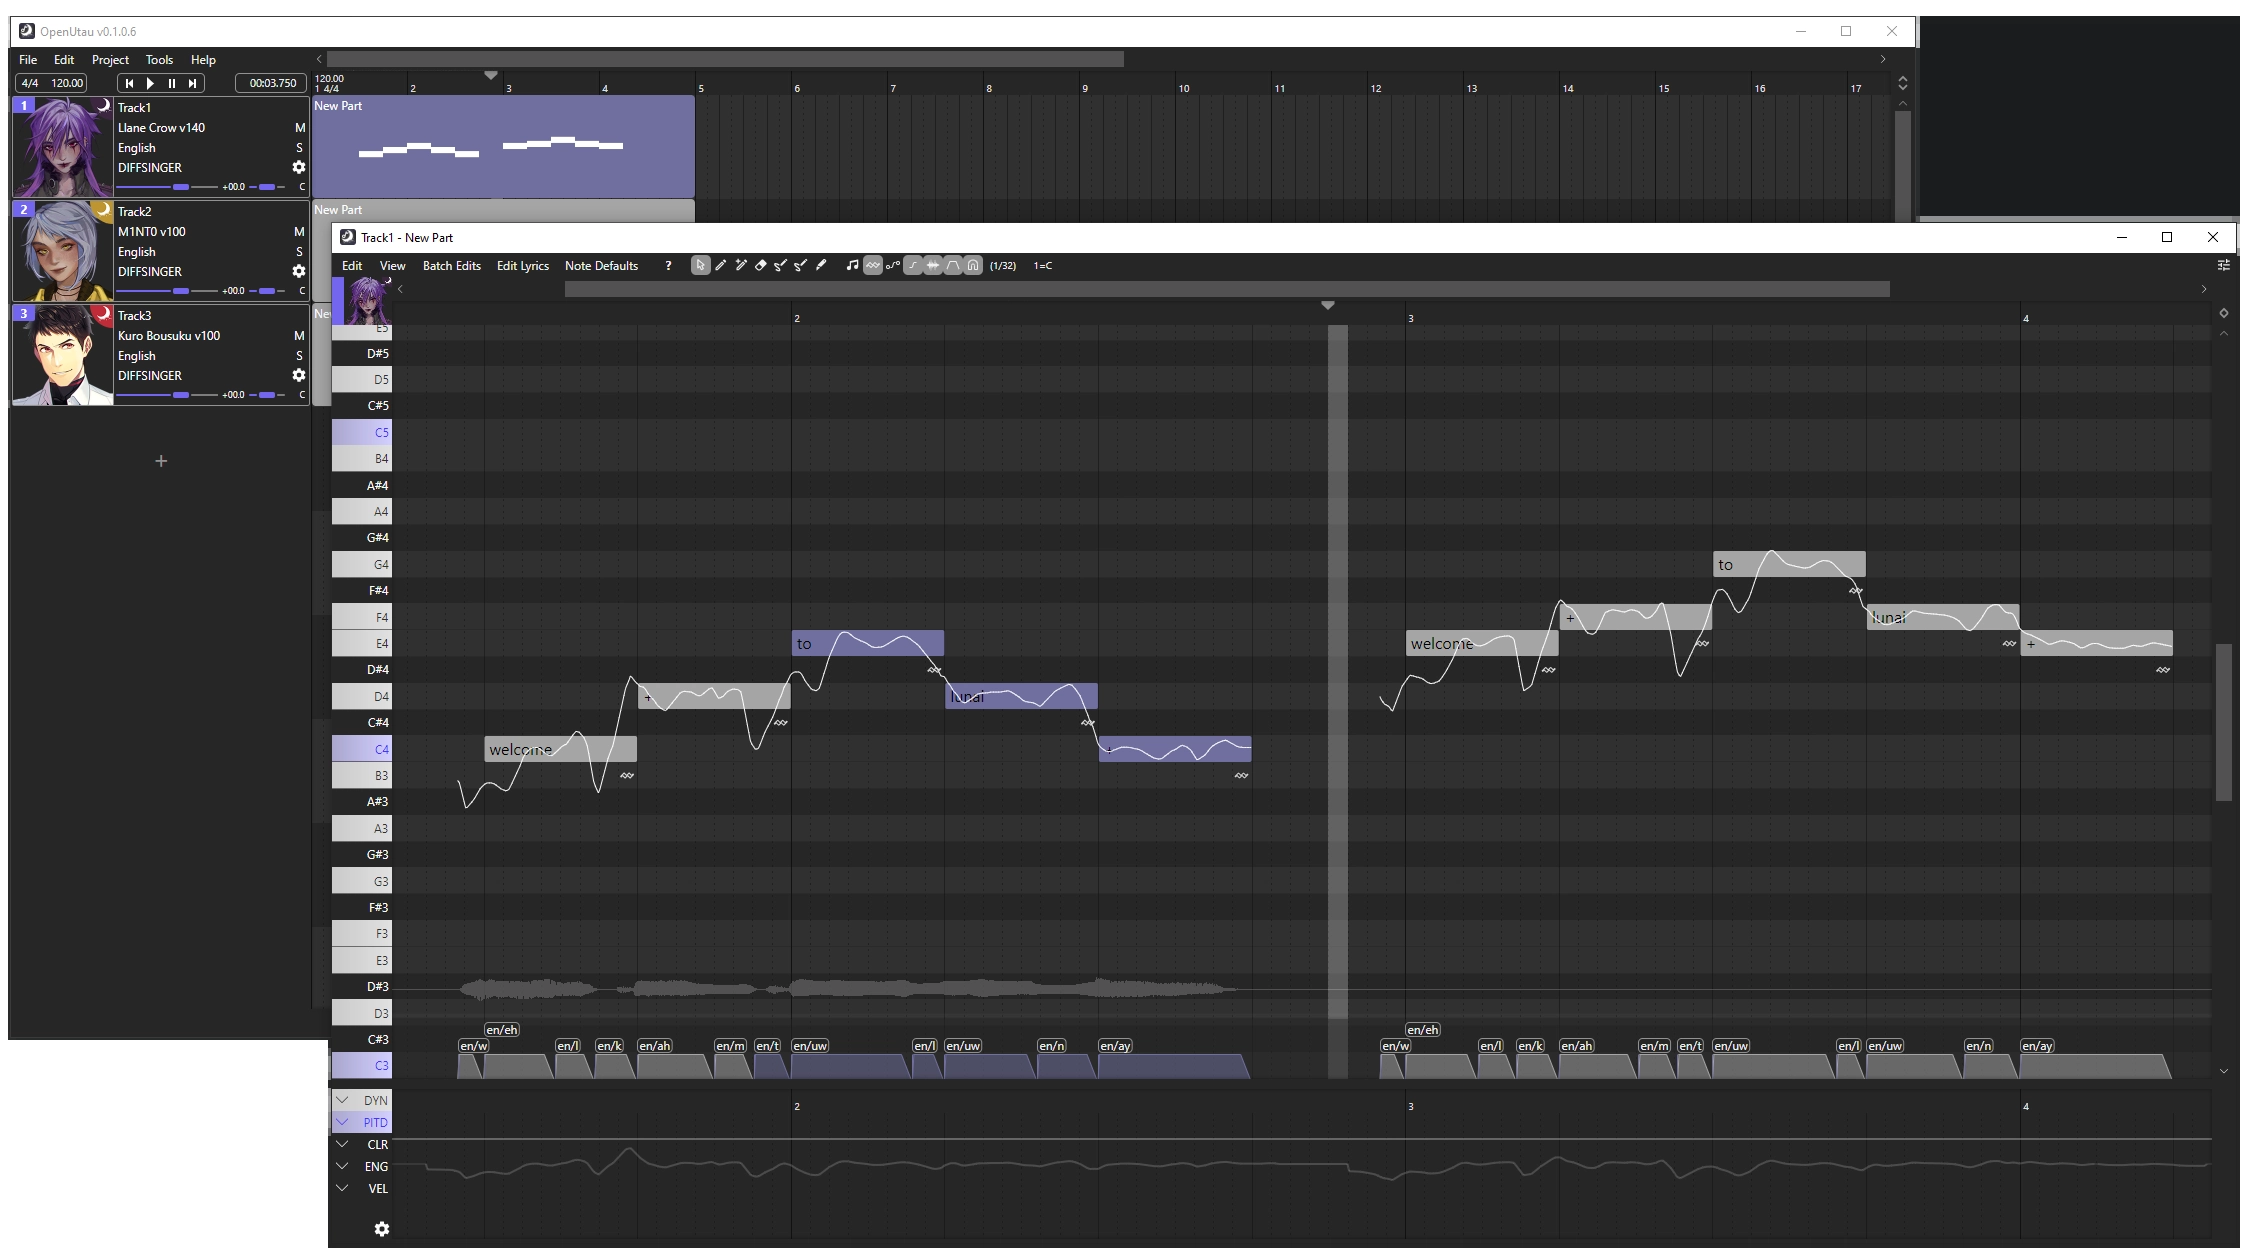 OpenUtau v0.1.0.6
File Edit Project Tools Help
4/4 120.00 00:03.750
120.00
1 4/4 2 3 4 5 6 7 8 9 10 11 12 13 14 15 16 17
1 Track1
Llane Crow v140 M
English S
DIFFSINGER
+00.0 C
New Part
2 Track2
M1NT0 v100 M
English S
DIFFSINGER
+00.0 C
New Part
3 Track3
Kuro Bousuku v100 M
English S
DIFFSINGER
+00.0 C
Ne
+
Track1 - New Part
Edit View Batch Edits Edit Lyrics Note Defaults ? (1/32) 1=C
2 3 4
E5
D#5
D5
C#5
C5
B4
A#4
A4
G#4
G4 to
F#4
F4 + lunai
E4 to welcome +
D#4
D4 + lunai
C#4
C4 welcome +
B3
A#3
A3
G#3
G3
F#3
F3
E3
D#3
D3
C#3
C3
en/eh en/eh
en/w en/l en/k en/ah en/m en/t en/uw en/l en/uw en/n en/ay en/w en/l en/k en/ah en/m en/t en/uw en/l en/uw en/n en/ay
DYN 2 3 4
PITD
CLR
ENG
VEL